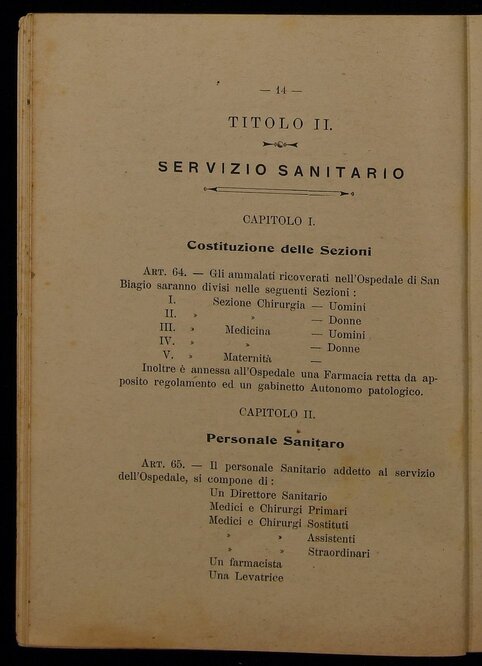 — 14 —
TITOLO II.
SERVIZIO SANITARIO
CAPITOLO I.
Costituzione delle Sezioni
ART. 64. — Gli ammalati ricoverati nell'Ospedale di San
Biagio saranno divisi nelle seguenti Sezioni :
I. Sezione Chirurgia — Uomini
II. » » — Donne
III. » Medicina — Uomini
IV. » » — Donne
V. » Maternità —
Inoltre è annessa all'Ospedale una Farmacia retta da ap-
posito regolamento ed un gabinetto Autonomo patologico.
CAPITOLO II.
Personale Sanitaro
ART. 65. — Il personale Sanitario addetto al servizio
dell'Ospedale, si compone di :
Un Direttore Sanitario
Medici e Chirurgi Primari
Medici e Chirurgi Sostituti
» » Assistenti
» » Straordinari
Un farmacista
Una Levatrice